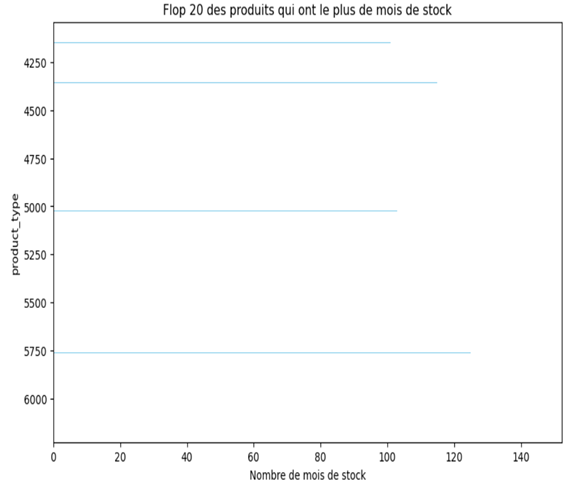 Flop 20 des produits qui ont le plus de mois de stock
4250
4500
4750
5000
5250
5500
5750
6000
product_type
0 20 40 60 80 100 120 140
Nombre de mois de stock